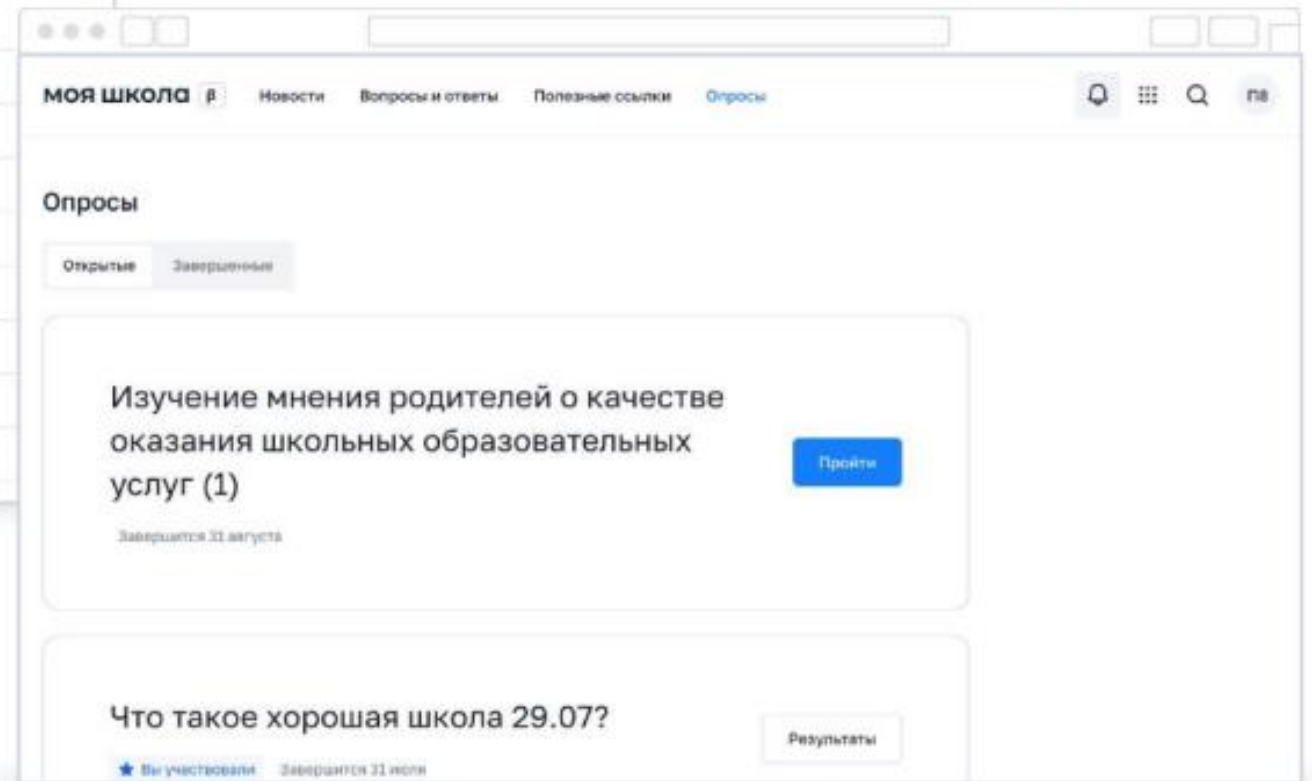 МОЯ ШКОЛА β Новости Вопросы и ответы Полезные ссылки Опросы П8
Опросы
Открытые Завершенные
Изучение мнения родителей о качестве
оказания школьных образовательных
услуг (1)
Пройти
Завершится 31 августа
Что такое хорошая школа 29.07?
Результаты
Вы участвовали Завершится 31 июля